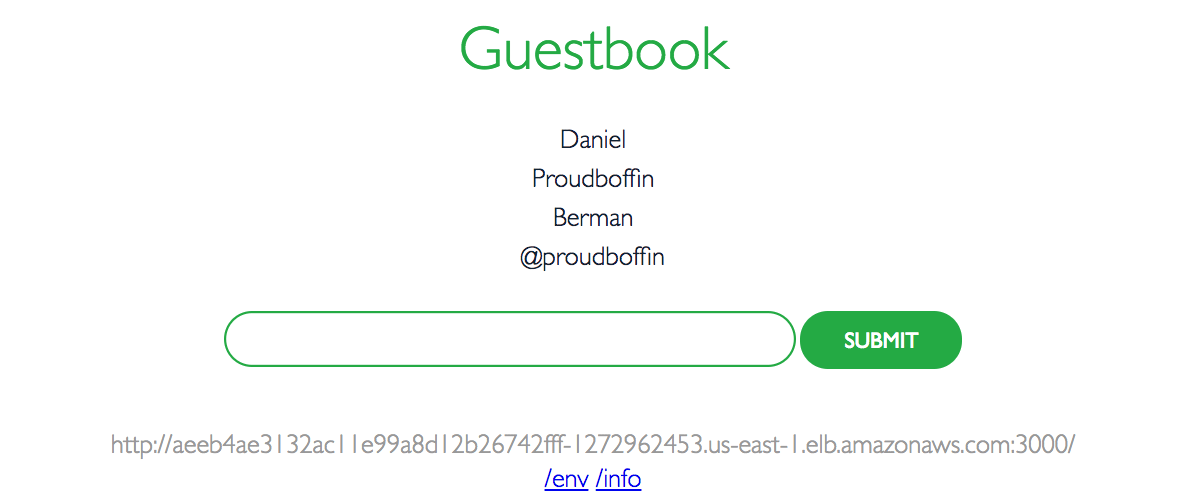 Guestbook
Daniel
Proudboffin
Berman
@proudboffin
SUBMIT
http://aeeb4ae3132ac11e99a8d12b26742fff-1272962453.us-east-1.elb.amazonaws.com:3000/
/env /info